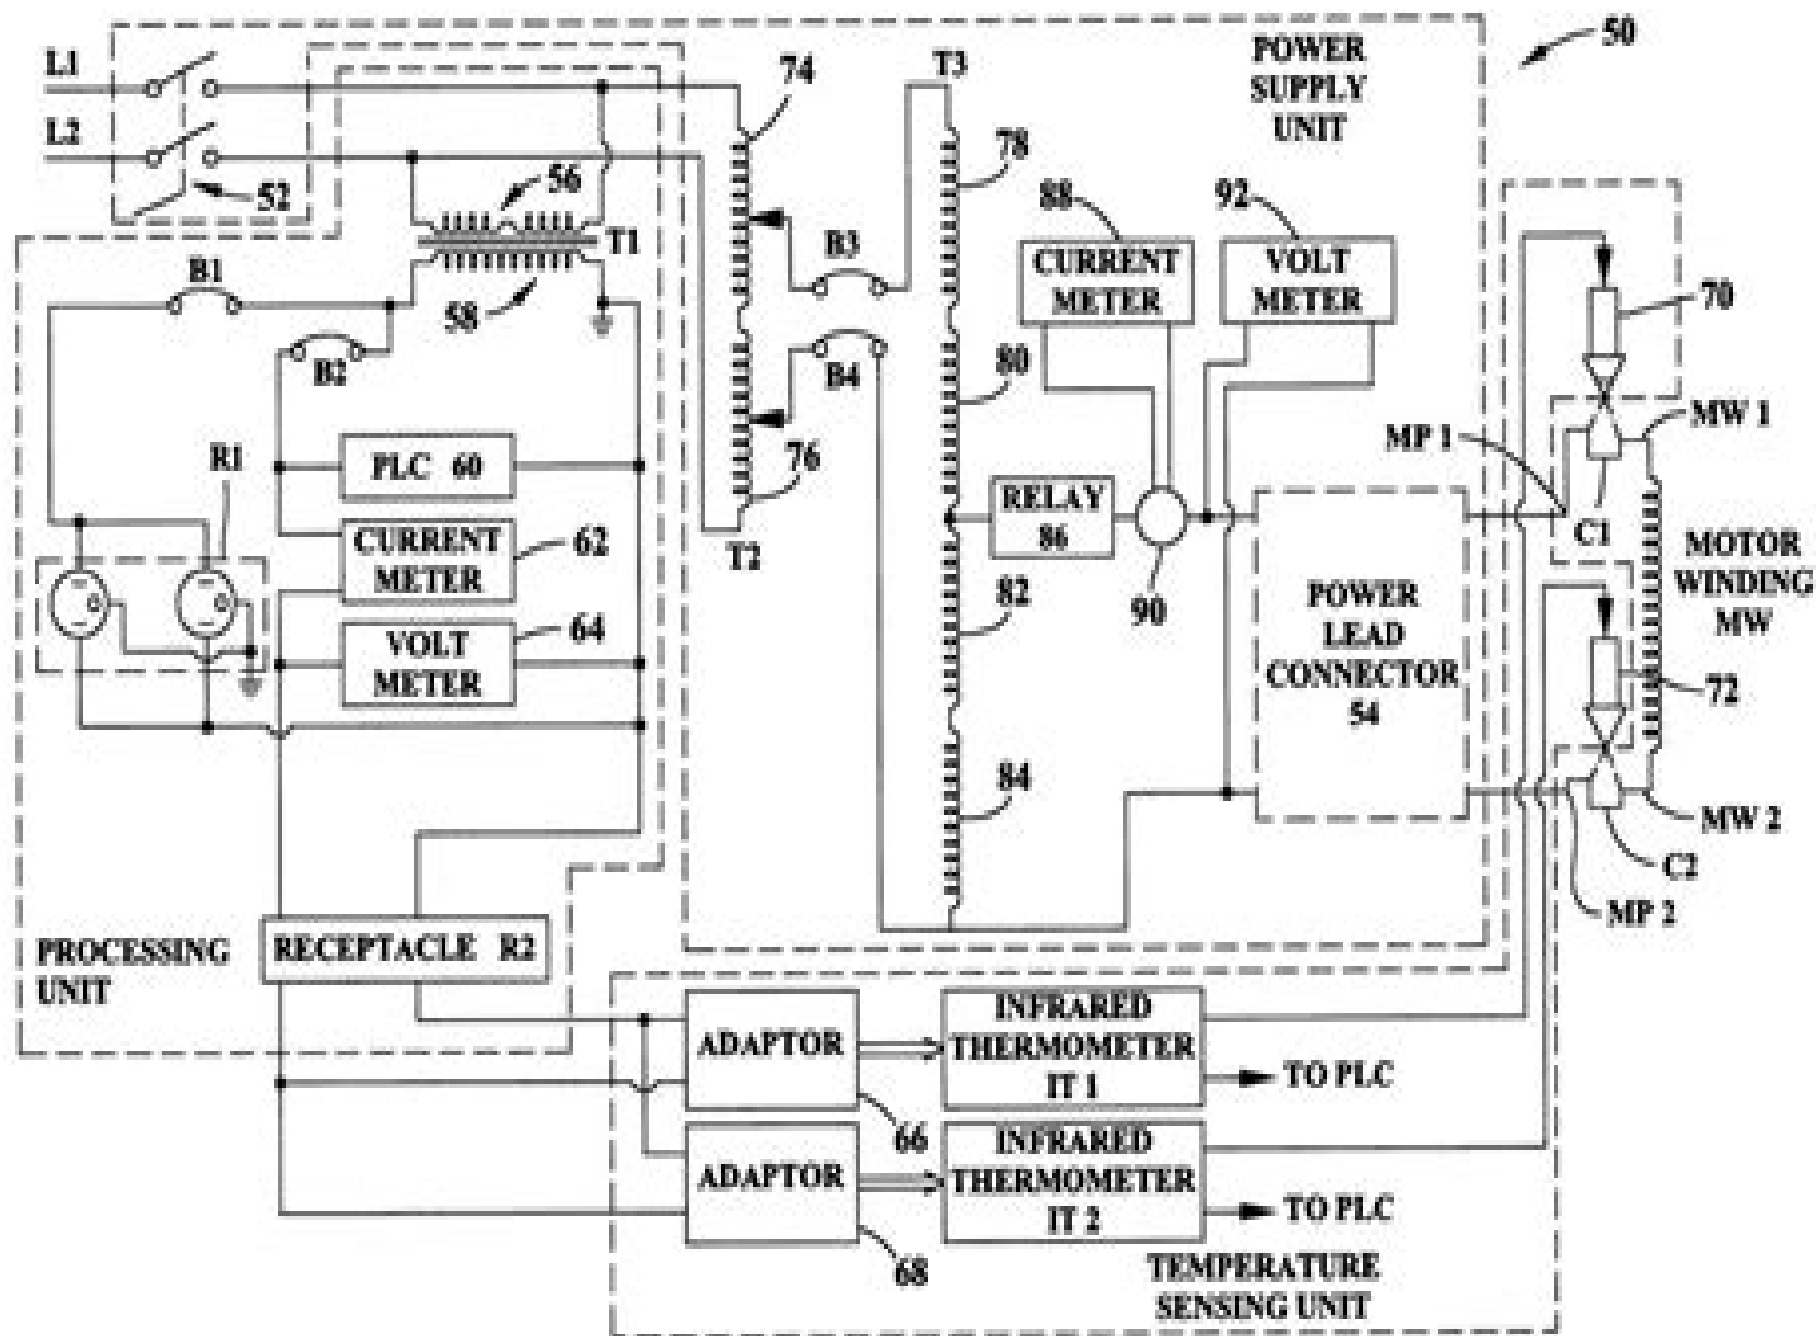 L1
L2
52
56
T1
58
B1
B2
R1
PLC 60
CURRENT
METER
62
VOLT
METER
64
PROCESSING
UNIT
RECEPTACLE R2
74
76
T2
T3
B3
B4
78
80
82
84
POWER
SUPPLY
UNIT
50
88
CURRENT
METER
92
VOLT
METER
RELAY
86
90
POWER
LEAD
CONNECTOR
54
MP 1
70
MW 1
C1
MOTOR
WINDING
MW
72
MW 2
C2
MP 2
ADAPTOR
66
INFRARED
THERMOMETER
IT 1
TO PLC
ADAPTOR
68
INFRARED
THERMOMETER
IT 2
TO PLC
TEMPERATURE
SENSING UNIT